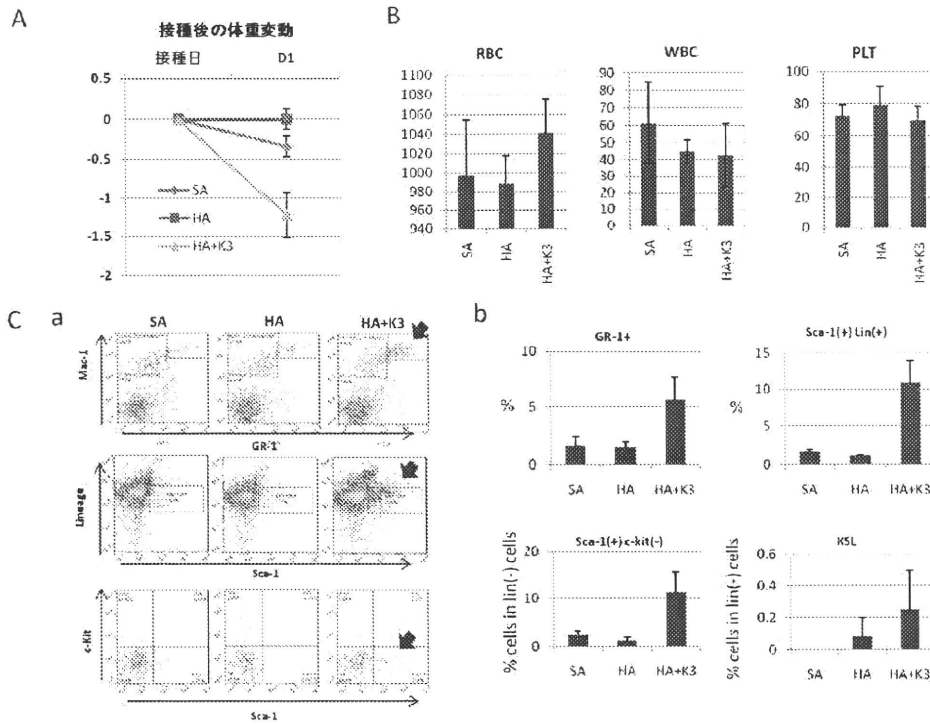 A
接種後の体重変動
接種日 D1
0.5
0
-0.5
-1
-1.5
-2
SA
HA
HA+K3
B
RBC
1100
1080
1060
1040
1020
1000
980
960
940
SA
HA
HA+K3
WBC
90
80
70
60
50
40
30
20
10
0
SA
HA
HA+K3
PLT
100
80
60
40
20
0
SA
HA
HA+K3
C
a
SA HA HA+K3
Mac-1
GR-1
Lineage
Sca-1
c-Kit
Sca-1
b
GR-1+
%
10
5
0
SA HA HA+K3
Sca-1(+) Lin(+)
%
15
10
5
0
SA HA HA+K3
Sca-1(+) c-kit(-)
% cells in lin(-) cells
20
10
0
SA HA HA+K3
KSL
% cells in lin(-) cells
0.6
0.4
0.2
0
SA HA HA+K3